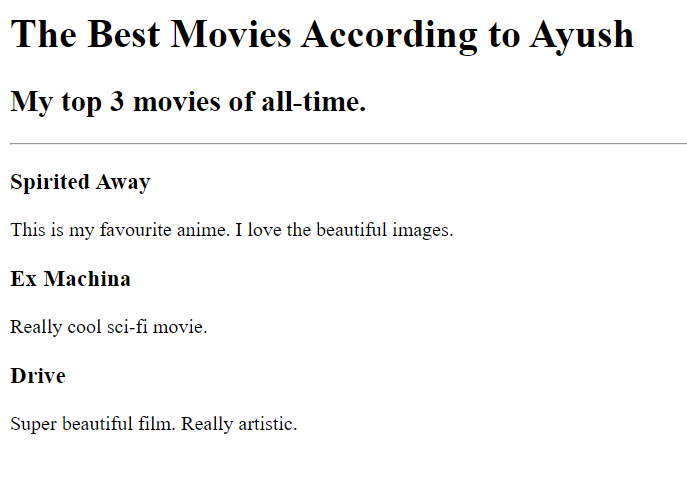 The Best Movies According to Ayush
My top 3 movies of all-time.
Spirited Away
This is my favourite anime. I love the beautiful images.
Ex Machina
Really cool sci-fi movie.
Drive
Super beautiful film. Really artistic.